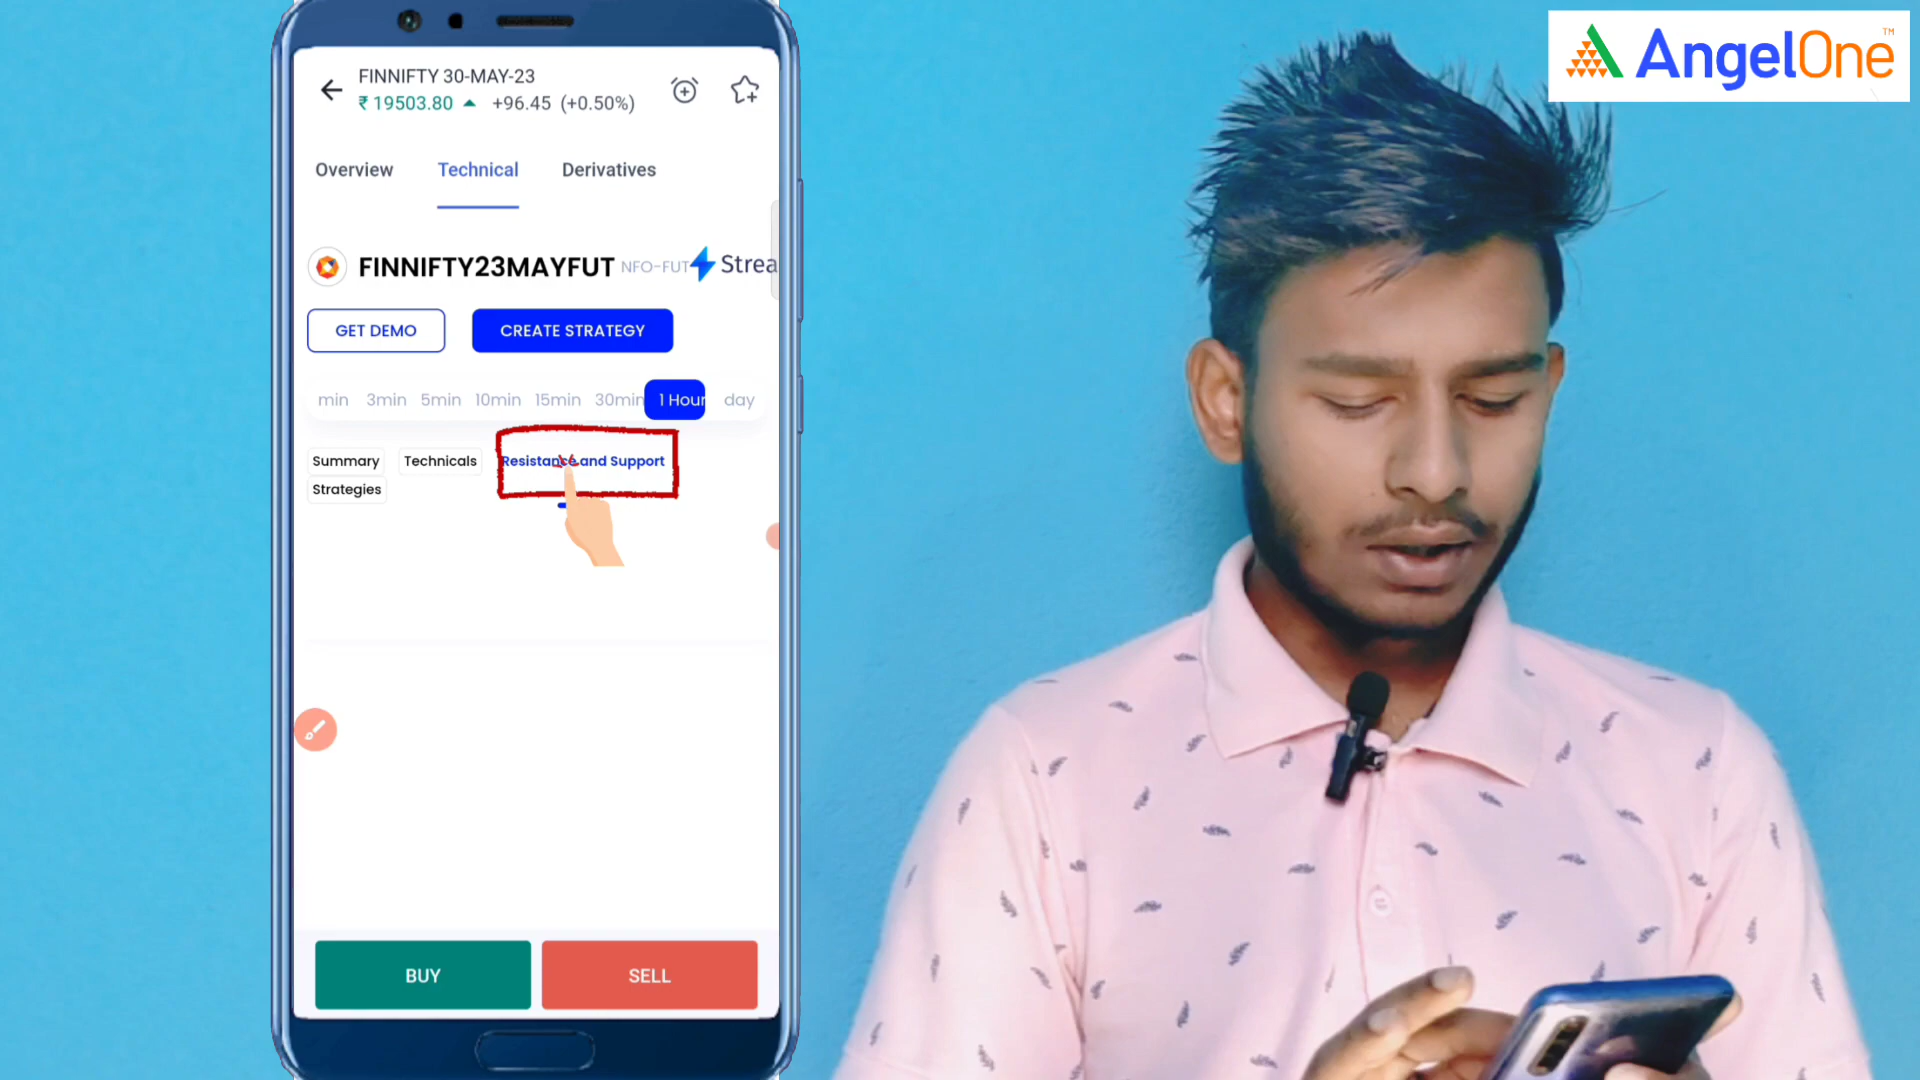 AngelOne™
FINNIFTY 30-MAY-23
₹ 19503.80 +96.45 (+0.50%)
Overview Technical Derivatives
FINNIFTY23MAYFUT NFO-FUT Strea
GET DEMO CREATE STRATEGY
min 3min 5min 10min 15min 30min 1 Hour day
Summary Technicals Resistance and Support
Strategies
BUY SELL